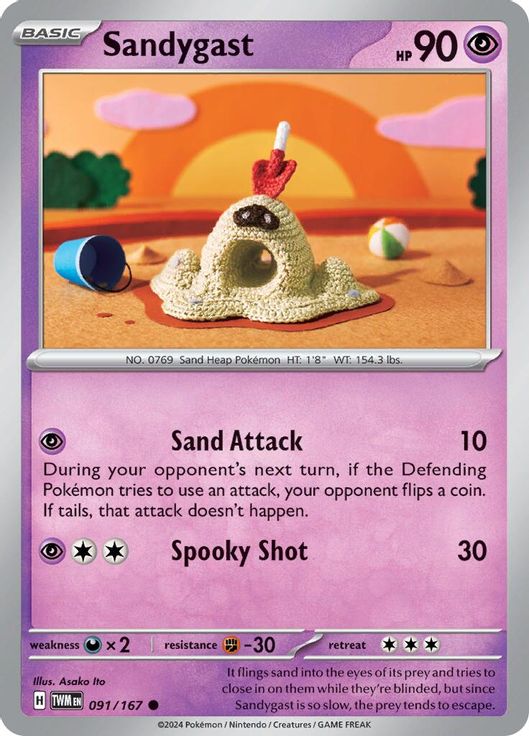 BASIC
Sandygast
HP 90
NO. 0769 Sand Heap Pokémon HT: 1'8" WT: 154.3 lbs.
Sand Attack 10
During your opponent's next turn, if the Defending
Pokémon tries to use an attack, your opponent flips a coin.
If tails, that attack doesn't happen.
Spooky Shot 30
weakness ×2 resistance -30 retreat
Illus. Asako Ito
It flings sand into the eyes of its prey and tries to
close in on them while they're blinded, but since
Sandygast is so slow, the prey tends to escape.
H TWM EN 091/167
©2024 Pokémon / Nintendo / Creatures / GAME FREAK